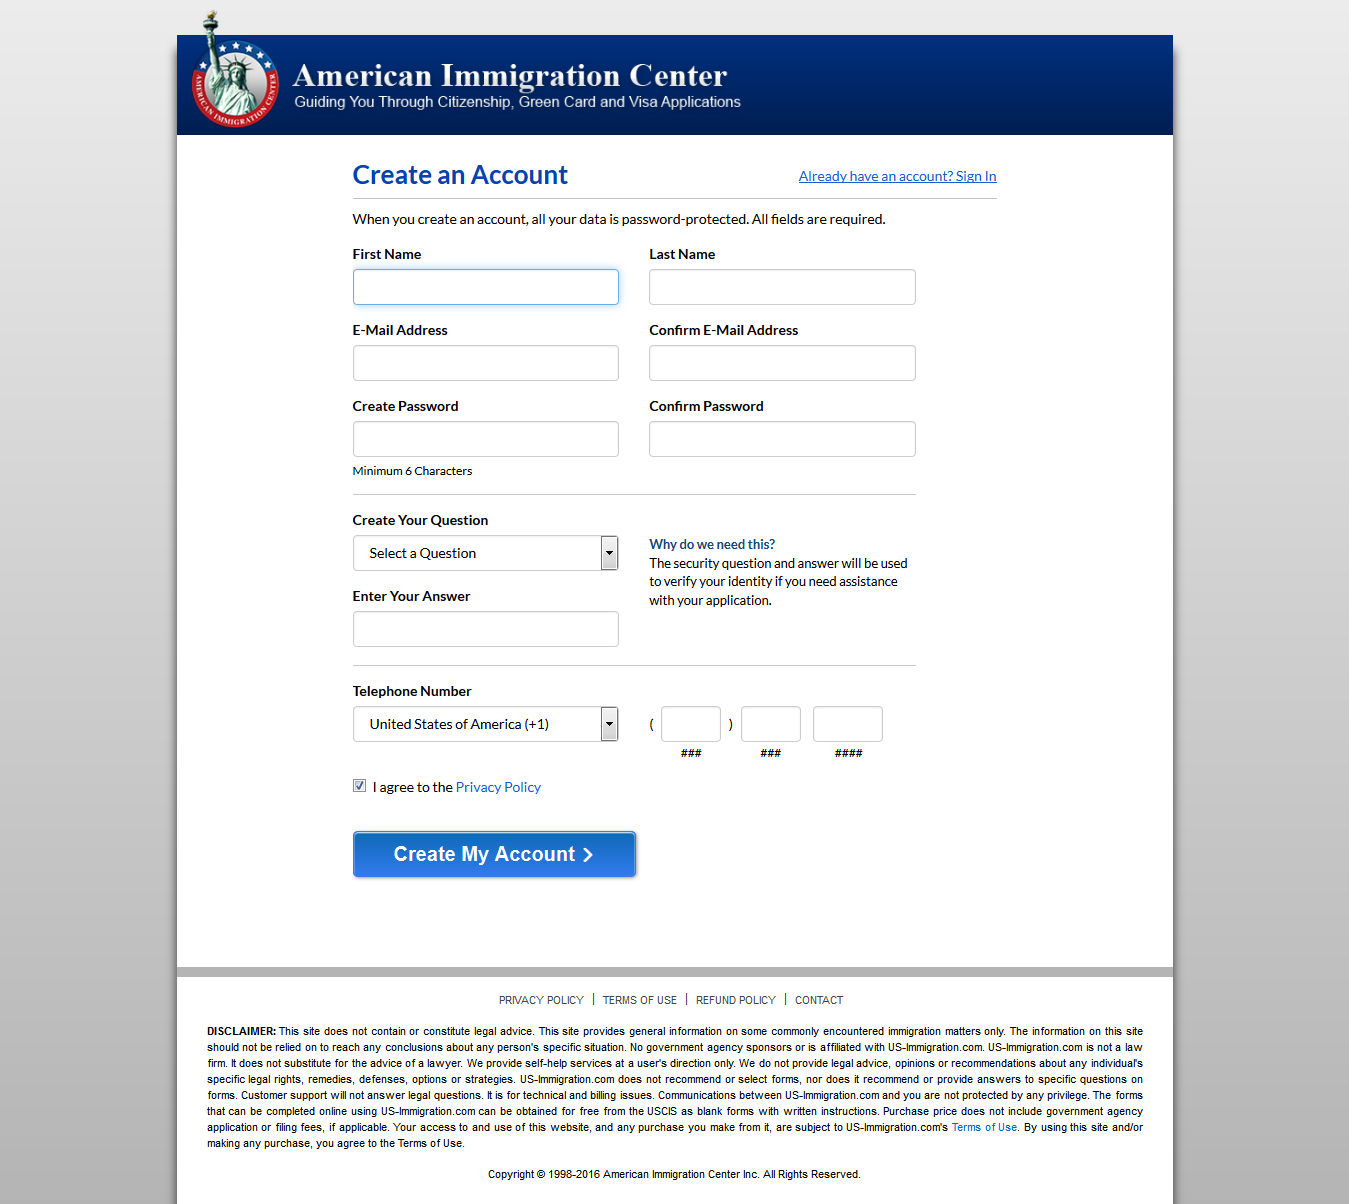 American Immigration Center
Guiding You Through Citizenship, Green Card and Visa Applications
AMERICAN IMMIGRATION CENTER
Create an Account
Already have an account? Sign In
When you create an account, all your data is password-protected. All fields are required.
First Name
Last Name
E-Mail Address
Confirm E-Mail Address
Create Password
Confirm Password
Minimum 6 Characters
Create Your Question
Select a Question
Why do we need this?
The security question and answer will be used
to verify your identity if you need assistance
with your application.
Enter Your Answer
Telephone Number
United States of America (+1)
( )
### ### ####
I agree to the Privacy Policy
Create My Account
PRIVACY POLICY | TERMS OF USE | REFUND POLICY | CONTACT
DISCLAIMER: This site does not contain or constitute legal advice. This site provides general information on some commonly encountered immigration matters only. The information on this site
should not be relied on to reach any conclusions about any person's specific situation. No government agency sponsors or is affiliated with US-Immigration.com. US-Immigration.com is not a law
firm. It does not substitute for the advice of a lawyer. We provide self-help services at a user's direction only. We do not provide legal advice, opinions or recommendations about any individual's
specific legal rights, remedies, defenses, options or strategies. US-Immigration.com does not recommend or select forms, nor does it recommend or provide answers to specific questions on
forms. Customer support will not answer legal questions. It is for technical and billing issues. Communications between US-Immigration.com and you are not protected by any privilege. The forms
that can be completed online using US-Immigration.com can be obtained for free from the USCIS as blank forms with written instructions. Purchase price does not include government agency
application or filing fees, if applicable. Your access to and use of this website, and any purchase you make from it, are subject to US-Immigration.com's Terms of Use. By using this site and/or
making any purchase, you agree to the Terms of Use.
Copyright © 1998-2016 American Immigration Center Inc. All Rights Reserved.